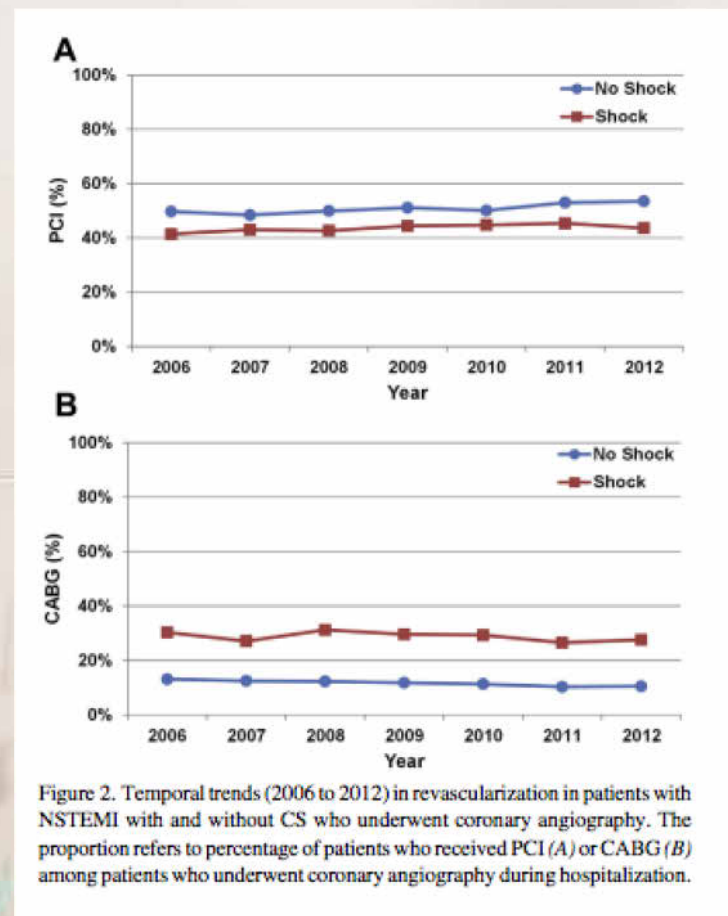 A
100%
No Shock
Shock
80%
60%
40%
20%
0%
PCI (%)
2006 2007 2008 2009 2010 2011 2012
Year
B
100%
No Shock
Shock
80%
60%
40%
20%
0%
CABG (%)
2006 2007 2008 2009 2010 2011 2012
Year
Figure 2. Temporal trends (2006 to 2012) in revascularization in patients with
NSTEMI with and without CS who underwent coronary angiography. The
proportion refers to percentage of patients who received PCI (A) or CABG (B)
among patients who underwent coronary angiography during hospitalization.